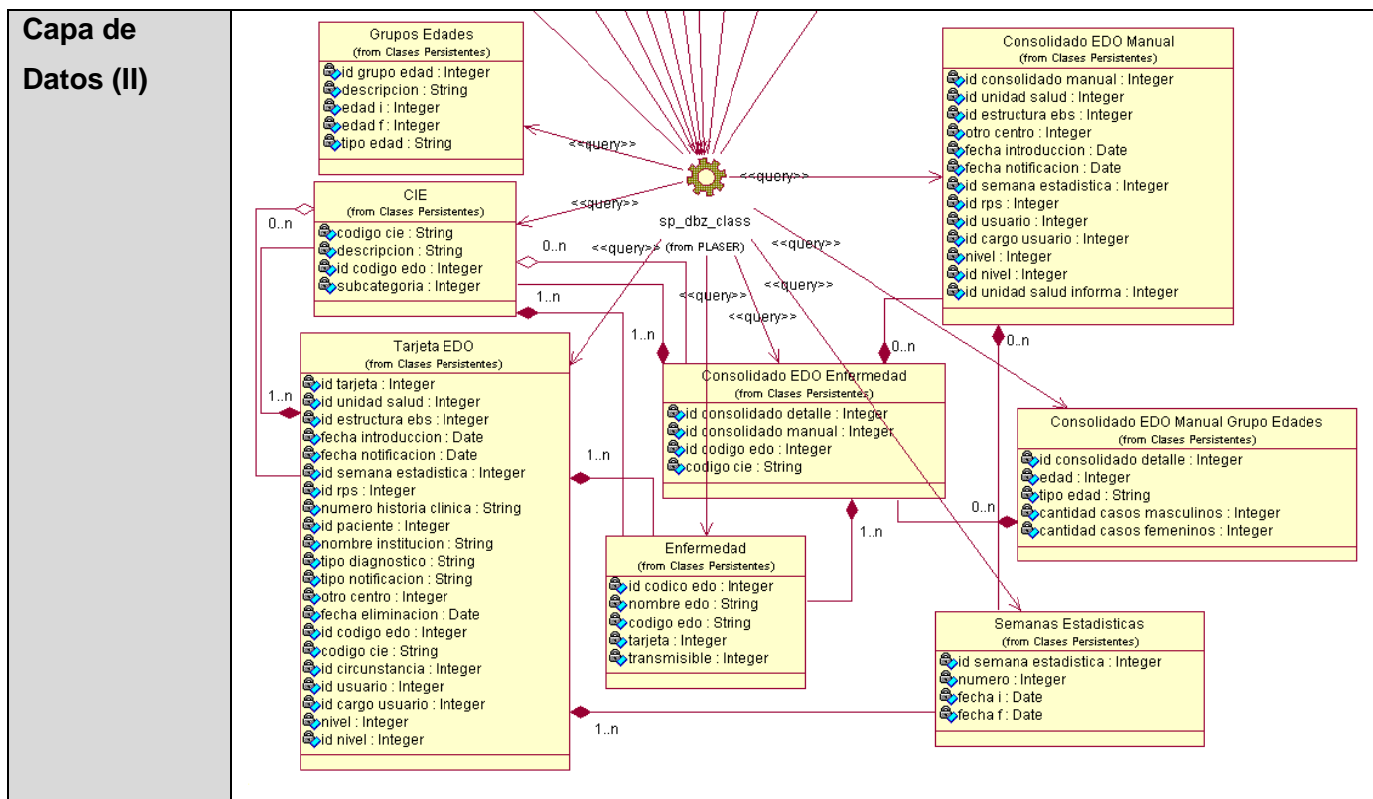 Capa de
Datos (II)
Grupos Edades
(from Clases Persistentes)
id grupo edad : Integer
descripcion : String
edad i : Integer
edad f : Integer
tipo edad : String
CIE
(from Clases Persistentes)
codigo cie : String
descripcion : String
id codigo edo : Integer
subcategoria : Integer
0..n
1..n
0..n
1..n
1..n
Tarjeta EDO
(from Clases Persistentes)
id tarjeta : Integer
id unidad salud : Integer
id estructura ebs : Integer
fecha introduccion : Date
fecha notificacion : Date
id semana estadistica : Integer
id rps : Integer
numero historia clinica : String
id paciente : Integer
nombre institucion : String
tipo diagnostico : String
tipo notificacion : String
otro centro : Integer
fecha eliminacion : Date
id codigo edo : Integer
codigo cie : String
id circunstancia : Integer
id usuario : Integer
id cargo usuario : Integer
nivel : Integer
id nivel : Integer
1..n
1..n
<<query>>
<<query>>
<<query>>
<<query>>
<<query>>
<<query>>
<<query>>
<<query>>
sp_dbz_class
(from PLASER)
Consolidado EDO Manual
(from Clases Persistentes)
id consolidado manual : Integer
id unidad salud : Integer
id estructura ebs : Integer
otro centro : Integer
fecha introduccion : Date
fecha notificacion : Date
id semana estadistica : Integer
id rps : Integer
id usuario : Integer
id cargo usuario : Integer
nivel : Integer
id nivel : Integer
id unidad salud informa : Integer
0..n
0..n
Consolidado EDO Enfermedad
(from Clases Persistentes)
id consolidado detalle : Integer
id consolidado manual : Integer
id codigo edo : Integer
codigo cie : String
0..n
1..n
Consolidado EDO Manual Grupo Edades
(from Clases Persistentes)
id consolidado detalle : Integer
edad : Integer
tipo edad : String
cantidad casos masculinos : Integer
cantidad casos femeninos : Integer
Enfermedad
(from Clases Persistentes)
id codico edo : Integer
nombre edo : String
codigo edo : String
tarjeta : Integer
transmisible : Integer
Semanas Estadisticas
(from Clases Persistentes)
id semana estadistica : Integer
numero : Integer
fecha i : Date
fecha f : Date